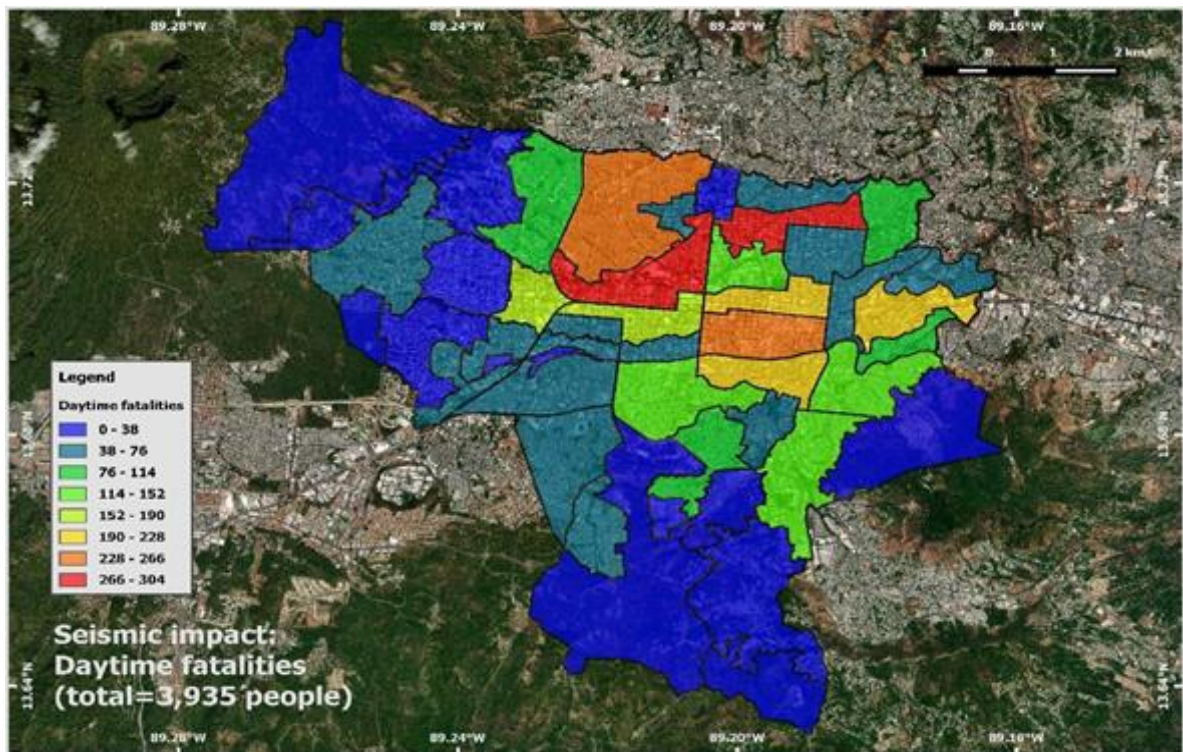 89.28°W 89.24°W 89.20°W 89.16°W
1 0 1 2 km
Legend
Daytime fatalities
0 - 38
38 - 76
76 - 114
114 - 152
152 - 190
190 - 228
228 - 266
266 - 304
Seismic impact:
Daytime fatalities
(total=3,935 people)
13.64°N
13.64°N
89.28°W 89.24°W 89.20°W 89.16°W